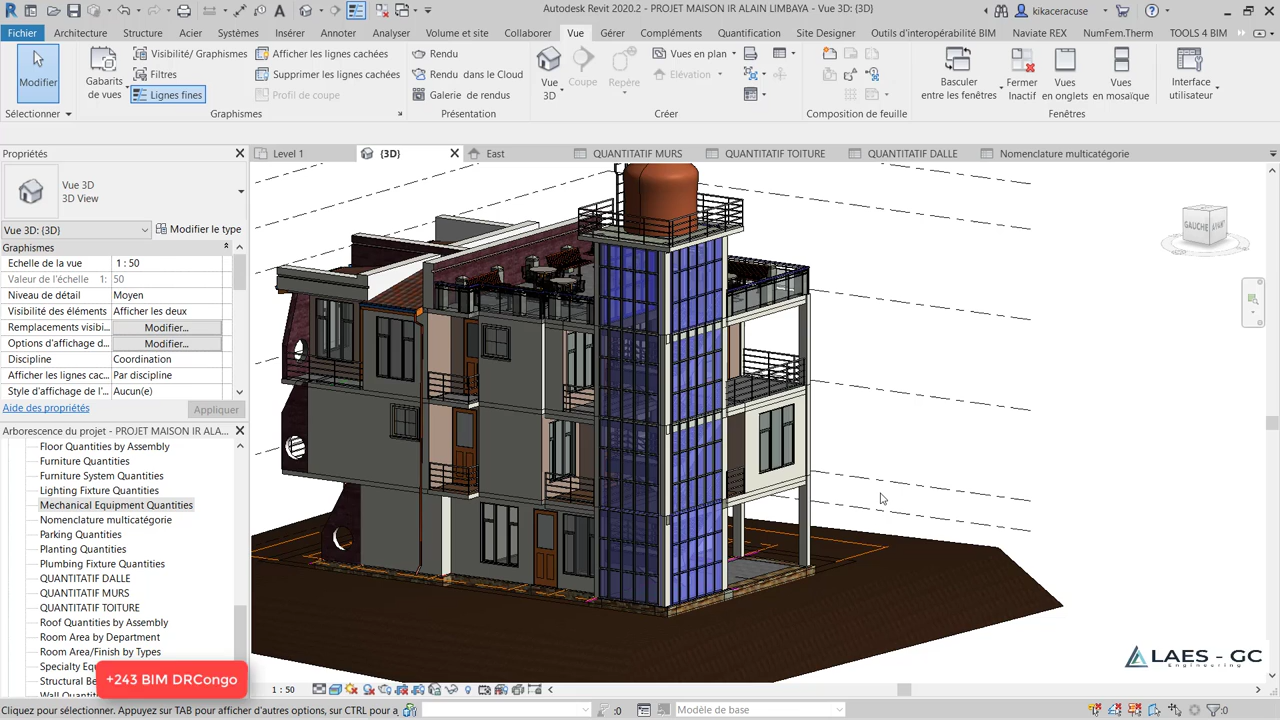 Autodesk Revit 2020.2 - PROJET MAISON IR ALAIN LIMBAYA - Vue 3D: {3D}
kikaceracuse
Fichier Architecture Structure Acier Systèmes Insérer Annoter Analyser Volume et site Collaborer Vue Gérer Compléments Quantification Site Designer Outils d'interopérabilité BIM Naviate REX NumFem.Therm TOOLS 4 BIM
Modifier
Sélectionner
Gabarits de vues
Visibilité/ Graphismes
Filtres
Lignes fines
Afficher les lignes cachées
Supprimer les lignes cachées
Profil de coupe
Graphismes
Rendu
Rendu dans le Cloud
Galerie de rendus
Présentation
Vue 3D
Coupe
Repère
Vues en plan
Élévation
Créer
Composition de feuille
Basculer entre les fenêtres
Fermer Inactif
Vues en onglets
Vues en mosaïque
Fenêtres
Interface utilisateur
Propriétés
Level 1
{3D}
East
QUANTITATIF MURS
QUANTITATIF TOITURE
QUANTITATIF DALLE
Nomenclature multicatégorie
Vue 3D
3D View
Vue 3D: {3D}
Modifier le type
Graphismes
Echelle de la vue 1 : 50
Valeur de l'échelle 1: 50
Niveau de détail Moyen
Visibilité des éléments Afficher les deux
Remplacements visibi... Modifier...
Options d'affichage d... Modifier...
Discipline Coordination
Afficher les lignes cac... Par discipline
Style d'affichage de l'... Aucun(e)
Aide des propriétés
Appliquer
Arborescence du projet - PROJET MAISON IR ALA...
Floor Quantities by Assembly
Furniture Quantities
Furniture System Quantities
Lighting Fixture Quantities
Mechanical Equipment Quantities
Nomenclature multicatégorie
Parking Quantities
Planting Quantities
Plumbing Fixture Quantities
QUANTITATIF DALLE
QUANTITATIF MURS
QUANTITATIF TOITURE
Roof Quantities by Assembly
Room Area by Department
Room Area/Finish by Types
Specialty Eq
Structural Be
+243 BIM DRCongo
GAUCHE AVANT
LAES - GC
Engineering
1 : 50
Cliquez pour sélectionner. Appuyez sur TAB pour afficher d'autres options, sur CTRL pour a
:0
Modèle de base
:0